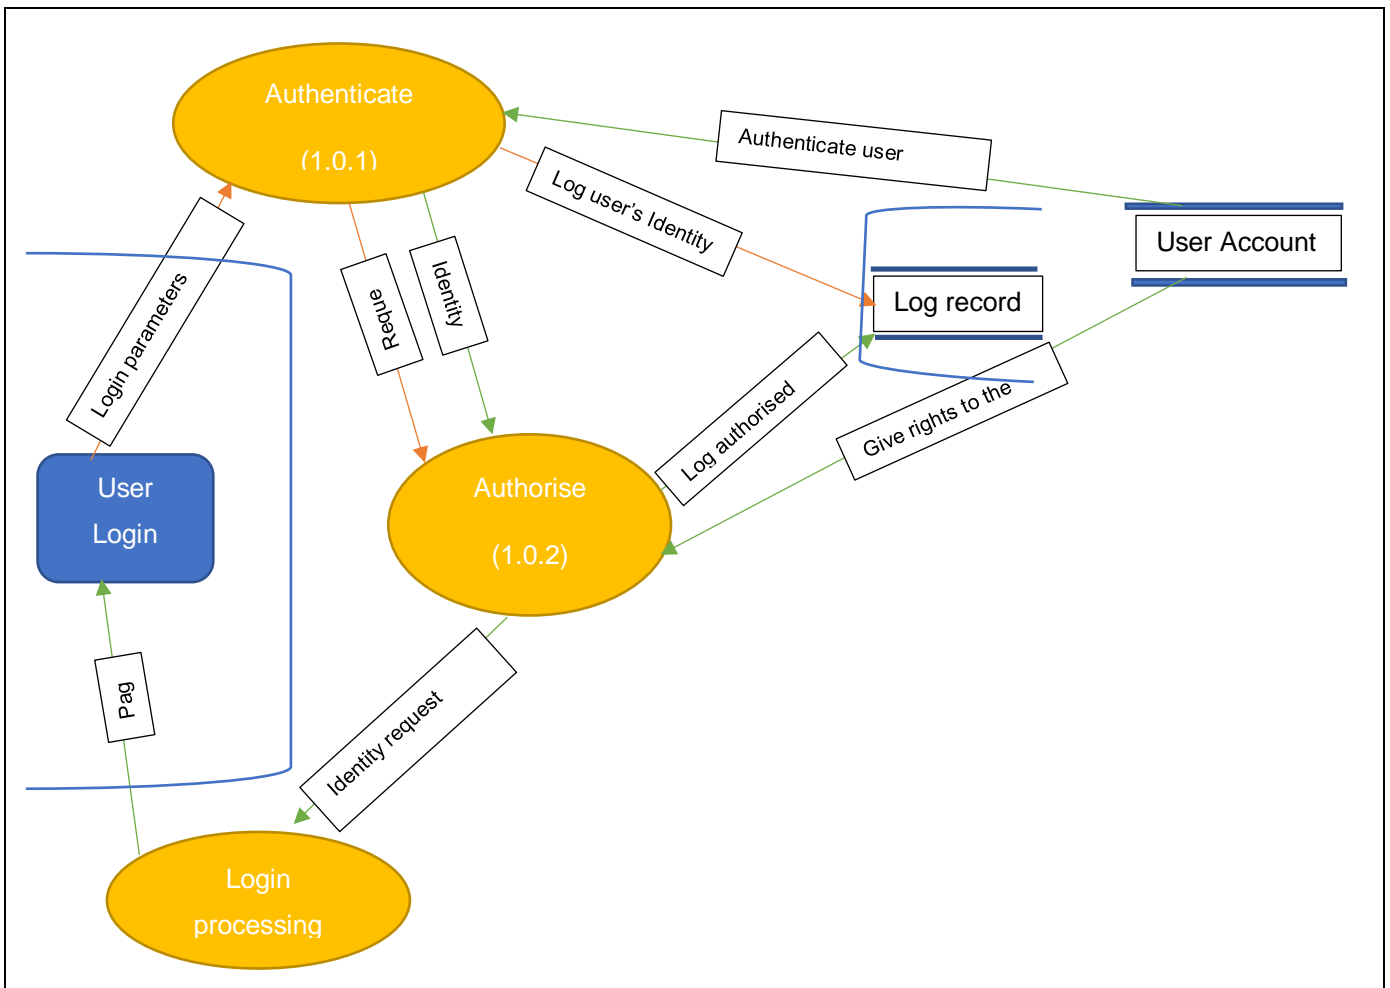 Authenticate
(1.0.1)
Authenticate user
Log user's Identity
User Account
Login parameters
Reque
Identity
Log record
Log authorised
Give rights to the
User
Login
Authorise
(1.0.2)
Pag
Identity request
Login
processing